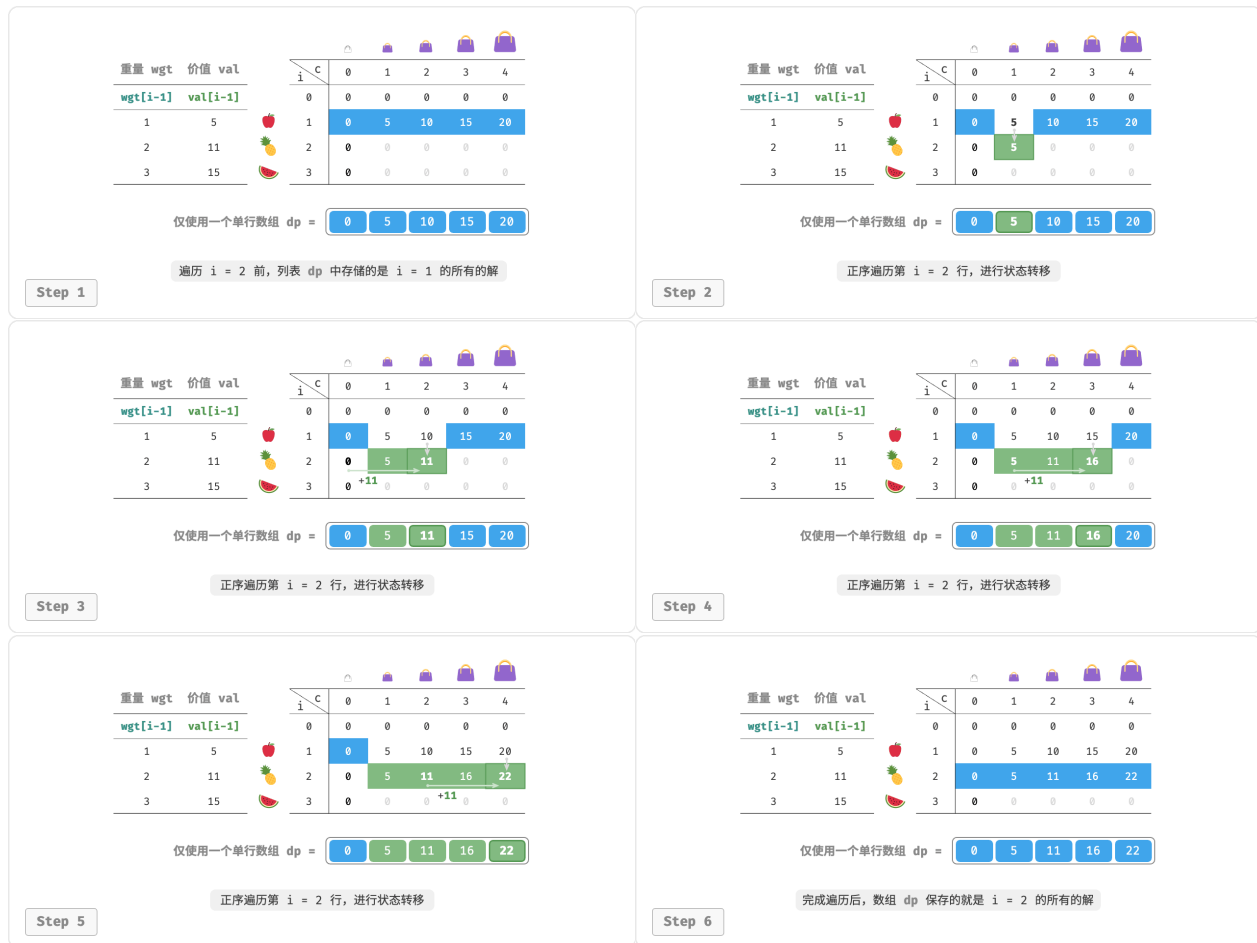 重量 wgt 价值 val
i c 0 1 2 3 4
wgt[i-1] val[i-1]
0 0 0 0 0 0
1 5 1 0 5 10 15 20
2 11 2 0 0 0 0 0
3 15 3 0 0 0 0 0
仅使用一个单行数组 dp = 0 5 10 15 20
遍历 i = 2 前，列表 dp 中存储的是 i = 1 的所有的解
Step 1
重量 wgt 价值 val
i c 0 1 2 3 4
wgt[i-1] val[i-1]
0 0 0 0 0 0
1 5 1 0 5 10 15 20
2 11 2 0 5 0 0 0
3 15 3 0 0 0 0 0
仅使用一个单行数组 dp = 0 5 10 15 20
正序遍历第 i = 2 行，进行状态转移
Step 2
重量 wgt 价值 val
i c 0 1 2 3 4
wgt[i-1] val[i-1]
0 0 0 0 0 0
1 5 1 0 5 10 15 20
2 11 2 0 5 11 0 0
+11
3 15 3 0 0 0 0 0
仅使用一个单行数组 dp = 0 5 11 15 20
正序遍历第 i = 2 行，进行状态转移
Step 3
重量 wgt 价值 val
i c 0 1 2 3 4
wgt[i-1] val[i-1]
0 0 0 0 0 0
1 5 1 0 5 10 15 20
2 11 2 0 5 11 16 0
+11
3 15 3 0 0 0 0 0
仅使用一个单行数组 dp = 0 5 11 16 20
正序遍历第 i = 2 行，进行状态转移
Step 4
重量 wgt 价值 val
i c 0 1 2 3 4
wgt[i-1] val[i-1]
0 0 0 0 0 0
1 5 1 0 5 10 15 20
2 11 2 0 5 11 16 22
+11
3 15 3 0 0 0 0 0
仅使用一个单行数组 dp = 0 5 11 16 22
正序遍历第 i = 2 行，进行状态转移
Step 5
重量 wgt 价值 val
i c 0 1 2 3 4
wgt[i-1] val[i-1]
0 0 0 0 0 0
1 5 1 0 5 10 15 20
2 11 2 0 5 11 16 22
3 15 3 0 0 0 0 0
仅使用一个单行数组 dp = 0 5 11 16 22
完成遍历后，数组 dp 保存的就是 i = 2 的所有的解
Step 6